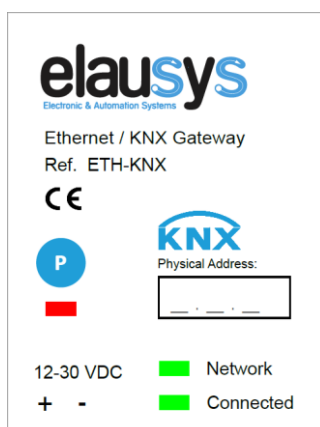 elausys
Electronic & Automation Systems
Ethernet / KNX Gateway
Ref. ETH-KNX
CE
KNX
P
Physical Address:
__ . __ . __
12-30 VDC
Network
+ -
Connected